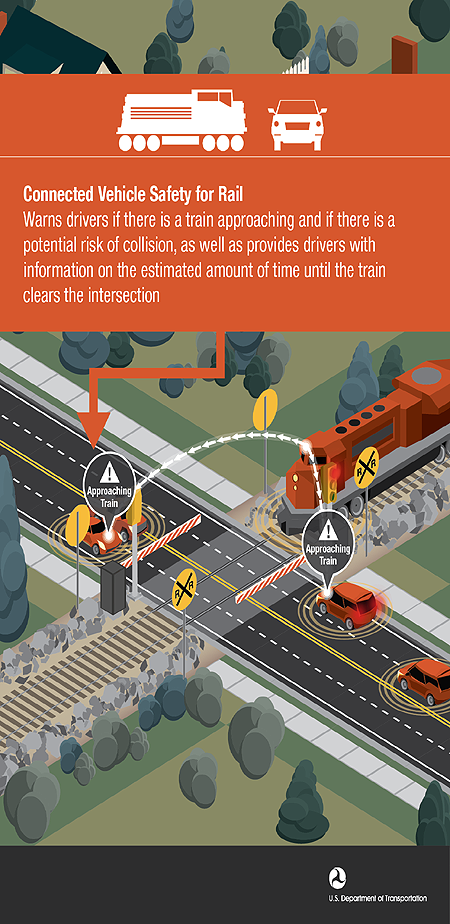 Connected Vehicle Safety for Rail
Warns drivers if there is a train approaching and if there is a
potential risk of collision, as well as provides drivers with
information on the estimated amount of time until the train
clears the intersection
Approaching
Train
R R
Approaching
Train
R R
U.S. Department of Transportation